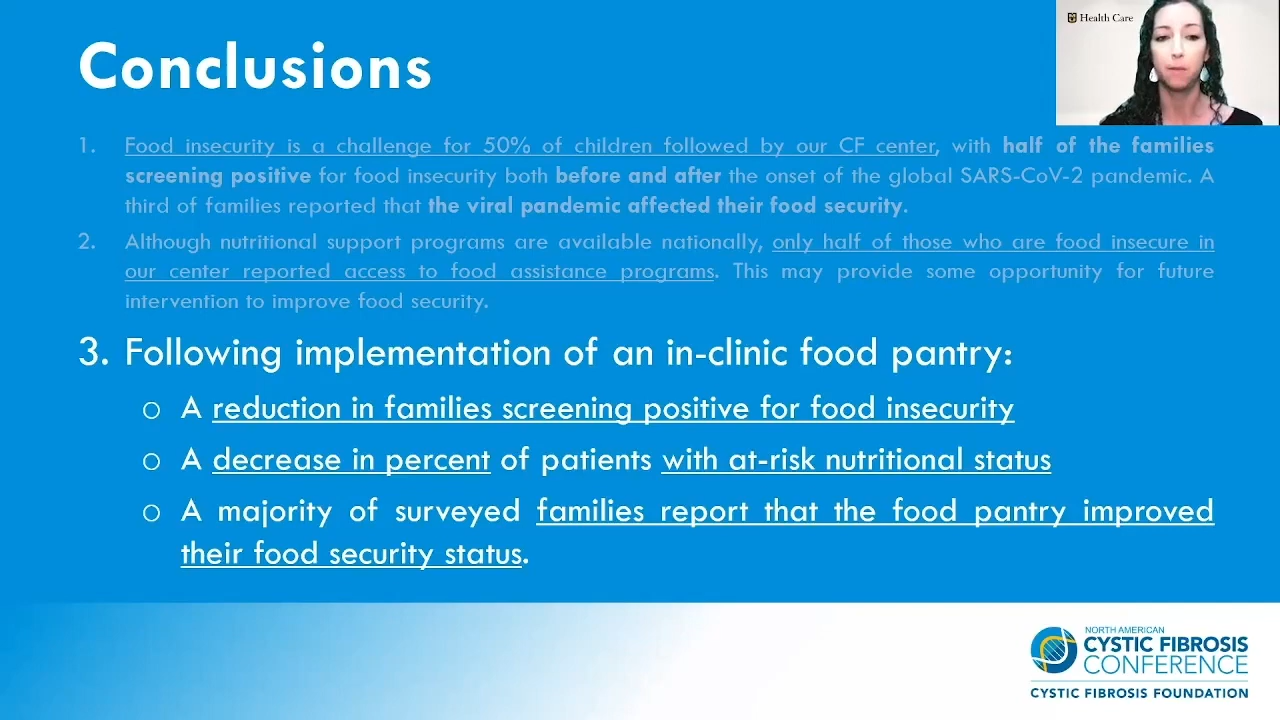 Health Care
Conclusions
1. Food insecurity is a challenge for 50% of children followed by our CF center, with half of the families
screening positive for food insecurity both before and after the onset of the global SARS-CoV-2 pandemic. A
third of families reported that the viral pandemic affected their food security.
2. Although nutritional support programs are available nationally, only half of those who are food insecure in
our center reported access to food assistance programs. This may provide some opportunity for future
intervention to improve food security.
3. Following implementation of an in-clinic food pantry:
○ A reduction in families screening positive for food insecurity
○ A decrease in percent of patients with at-risk nutritional status
○ A majority of surveyed families report that the food pantry improved
their food security status.
NORTH AMERICAN
CYSTIC FIBROSIS
CONFERENCE
CYSTIC FIBROSIS FOUNDATION